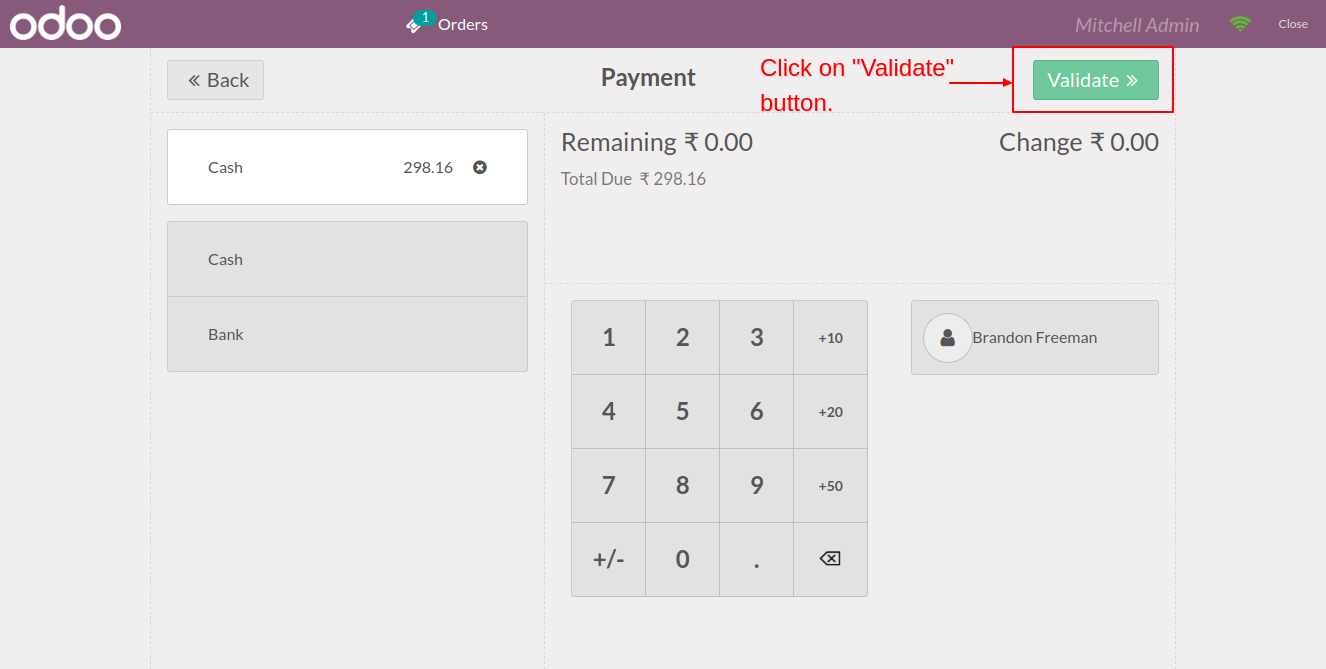 odoo
1
Orders
Mitchell Admin
Close
Back
Payment
Click on "Validate"
button.
Validate
Cash 298.16
Cash
Bank
Remaining ₹ 0.00
Change ₹ 0.00
Total Due ₹ 298.16
1 2 3 +10
4 5 6 +20
7 8 9 +50
+/- 0 .
Brandon Freeman